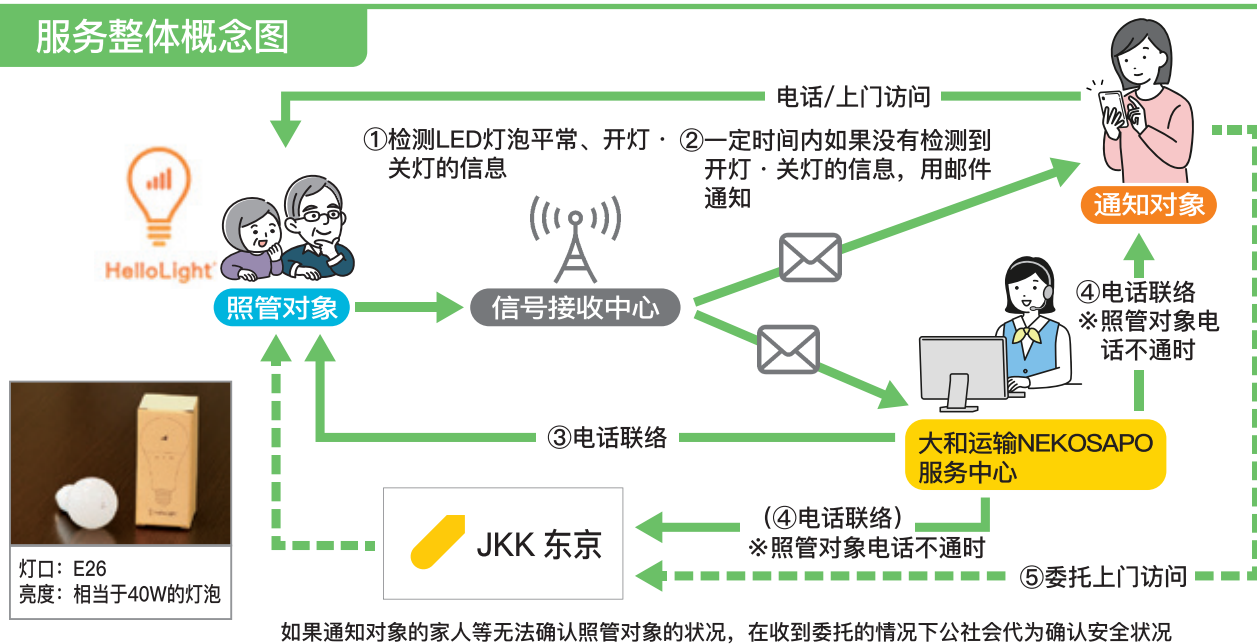 服务整体概念图
电话/上门访问
①检测LED灯泡平常、开灯·
关灯的信息
②一定时间内如果没有检测到
开灯·关灯的信息，用邮件
通知
HelloLight
照管对象
信号接收中心
通知对象
④电话联络
※照管对象电
话不通时
③电话联络
大和运输NEKOSAPO
服务中心
JKK 东京
（④电话联络）
※照管对象电话不通时
⑤委托上门访问
灯口：E26
亮度：相当于40W的灯泡
如果通知对象的家人等无法确认照管对象的状况，在收到委托的情况下公社会代为确认安全状况